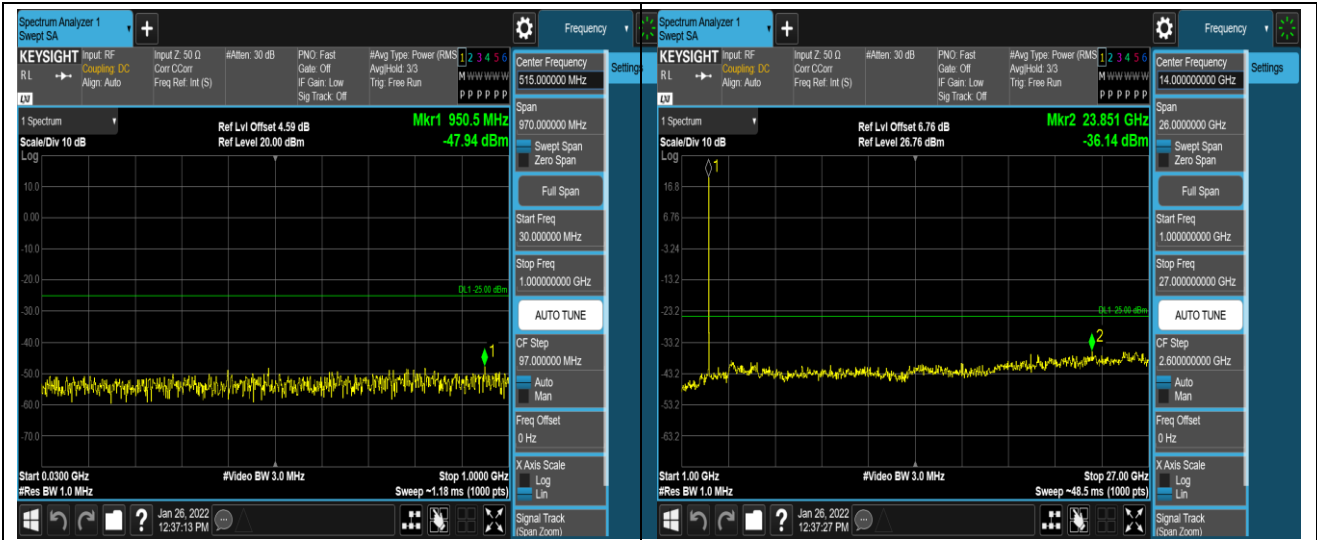 Spectrum Analyzer 1
Swept SA
+
Frequency
KEYSIGHT
RL
LXI
Input: RF
Coupling: DC
Align: Auto
Input Z: 50 Ω
Corr CCorr
Freq Ref: Int (S)
#Atten: 30 dB
PNO: Fast
Gate: Off
IF Gain: Low
Sig Track: Off
#Avg Type: Power (RMS
Avg|Hold: 3/3
Trig: Free Run
1 2 3 4 5 6
M W W W W W
P P P P P P
Center Frequency
515.000000 MHz
Settings
1 Spectrum
Scale/Div 10 dB
Log
Ref Lvl Offset 4.59 dB
Ref Level 20.00 dBm
Mkr1 950.5 MHz
-47.94 dBm
10.0
0.00
-10.0
-20.0
-30.0
-40.0
-50.0
-60.0
-70.0
DL1 -25.00 dBm
1
Start 0.0300 GHz
#Res BW 1.0 MHz
#Video BW 3.0 MHz
Stop 1.0000 GHz
Sweep ~1.18 ms (1000 pts)
Span
970.000000 MHz
Swept Span
Zero Span
Full Span
Start Freq
30.000000 MHz
Stop Freq
1.000000000 GHz
AUTO TUNE
CF Step
97.000000 MHz
Auto
Man
Freq Offset
0 Hz
X Axis Scale
Log
Lin
Signal Track
(Span Zoom)
?
Jan 26, 2022
12:37:13 PM
Spectrum Analyzer 1
Swept SA
+
Frequency
KEYSIGHT
RL
LXI
Input: RF
Coupling: DC
Align: Auto
Input Z: 50 Ω
Corr CCorr
Freq Ref: Int (S)
#Atten: 30 dB
PNO: Fast
Gate: Off
IF Gain: Low
Sig Track: Off
#Avg Type: Power (RMS
Avg|Hold: 3/3
Trig: Free Run
1 2 3 4 5 6
M W W W W W
P P P P P P
Center Frequency
14.000000000 GHz
Settings
1 Spectrum
Scale/Div 10 dB
Log
Ref Lvl Offset 6.76 dB
Ref Level 26.76 dBm
Mkr2 23.851 GHz
-36.14 dBm
1
16.8
6.76
-3.24
-13.2
-23.2
-33.2
-43.2
-53.2
-63.2
DL1 -25.00 dBm
2
Start 1.00 GHz
#Res BW 1.0 MHz
#Video BW 3.0 MHz
Stop 27.00 GHz
Sweep ~48.5 ms (1000 pts)
Span
26.0000000 GHz
Swept Span
Zero Span
Full Span
Start Freq
1.000000000 GHz
Stop Freq
27.000000000 GHz
AUTO TUNE
CF Step
2.600000000 GHz
Auto
Man
Freq Offset
0 Hz
X Axis Scale
Log
Lin
Signal Track
(Span Zoom)
?
Jan 26, 2022
12:37:27 PM